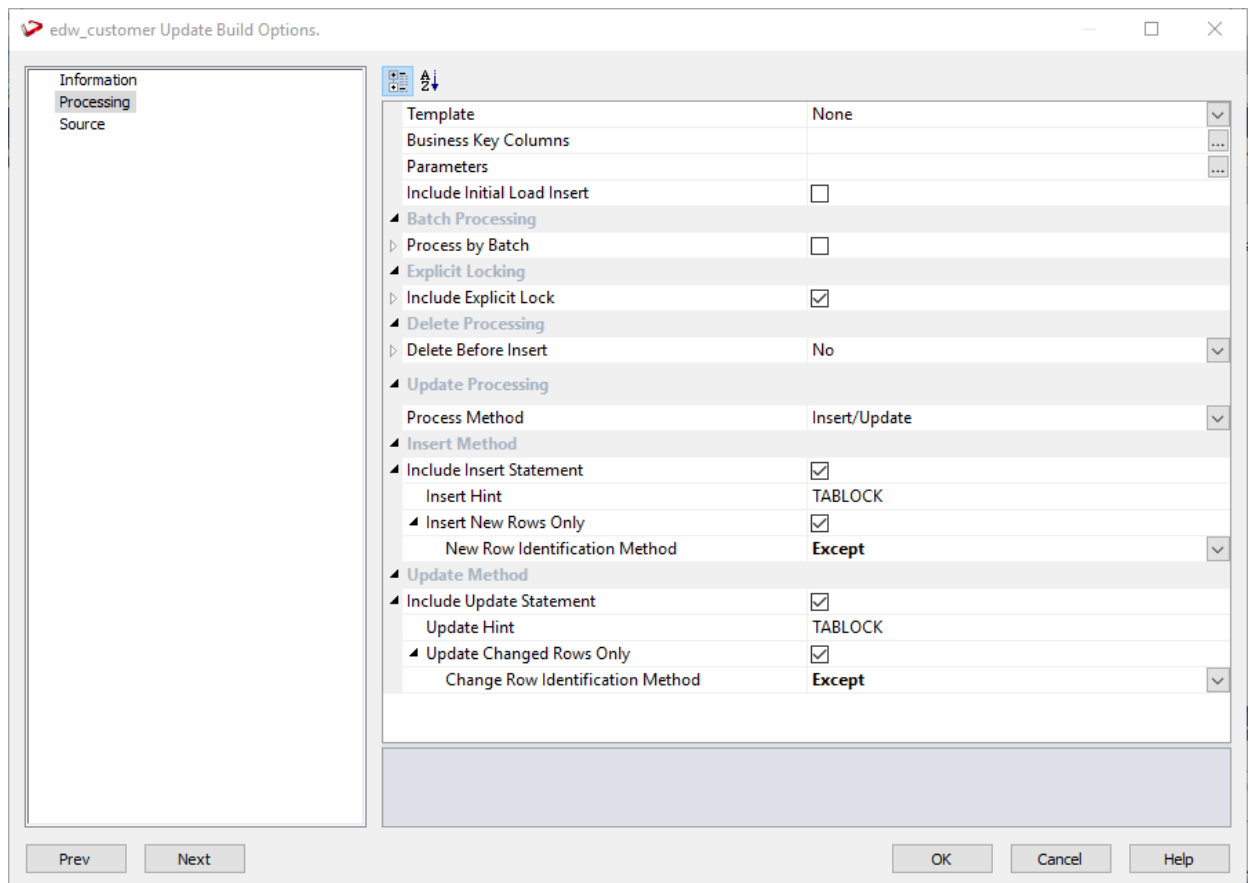 edw_customer Update Build Options.
Information
Processing
Source
Template None
Business Key Columns ...
Parameters ...
Include Initial Load Insert
Batch Processing
Process by Batch
Explicit Locking
Include Explicit Lock
Delete Processing
Delete Before Insert No
Update Processing
Process Method Insert/Update
Insert Method
Include Insert Statement
Insert Hint TABLOCK
Insert New Rows Only
New Row Identification Method Except
Update Method
Include Update Statement
Update Hint TABLOCK
Update Changed Rows Only
Change Row Identification Method Except
Prev Next OK Cancel Help